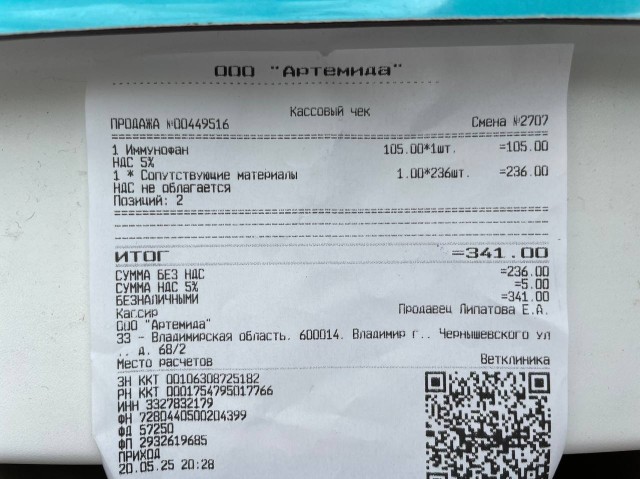 ООО "Артемида"
Кассовый чек
ПРОДАЖА №00449516 Смена №2707
1 Иммунофан 105.00*1шт. =105.00
НДС 5%
1 * Сопутствующие материалы 1.00*236шт. =236.00
НДС не облагается
Позиций: 2
ИТОГ =341.00
СУММА БЕЗ НДС =236.00
СУММА НДС 5% =5.00
БЕЗНАЛИЧНЫМИ =341.00
Кассир Продавец Липатова Е.А.
ООО "Артемида"
33 - Владимирская область. 600014. Владимир г.. Чернышевского ул
.. д. 68/2
Место расчетов Ветклиника
ЗН ККТ 00106308725182
РН ККТ 0001754795017766
ИНН 3327832179
ФН 7280440500204399
ФД 57250
ФП 2932619685
ПРИХОД
20.05.25 20:28